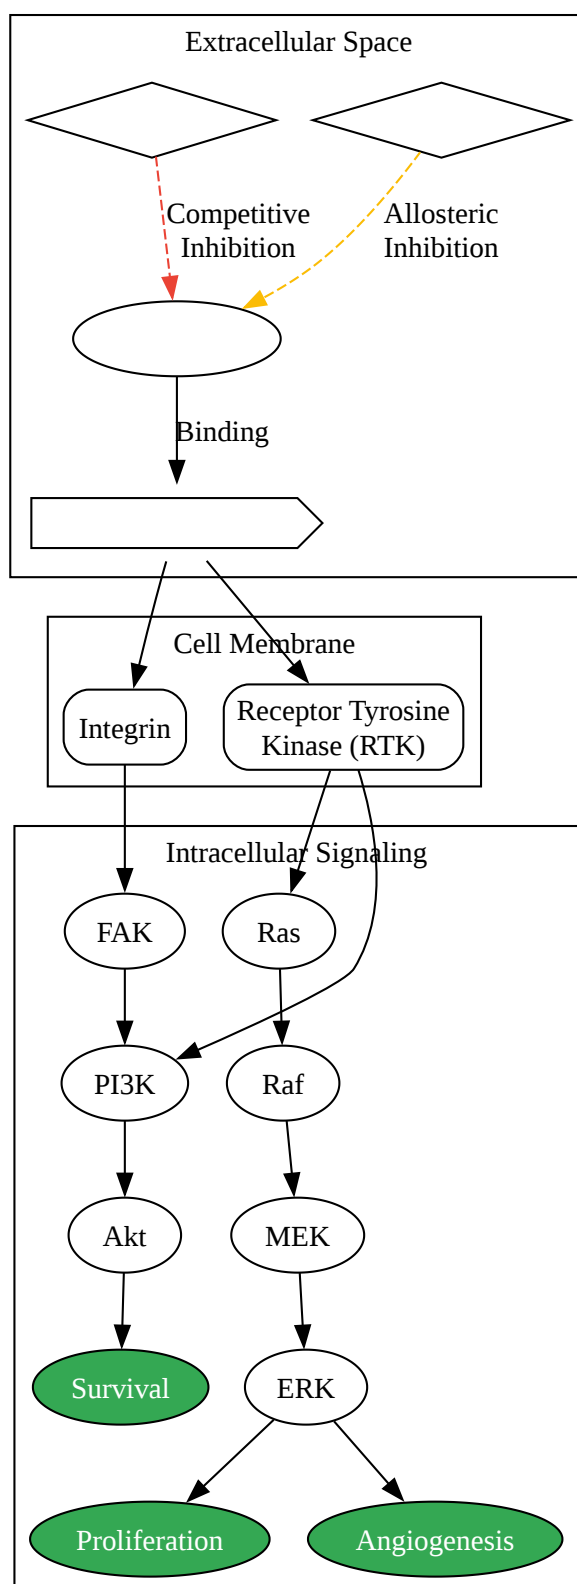 Extracellular Space
Competitive
Inhibition
Allosteric
Inhibition
Binding
Cell Membrane
Integrin
Receptor Tyrosine
Kinase (RTK)
Intracellular Signaling
FAK
Ras
PI3K
Raf
Akt
MEK
Survival
ERK
Proliferation
Angiogenesis